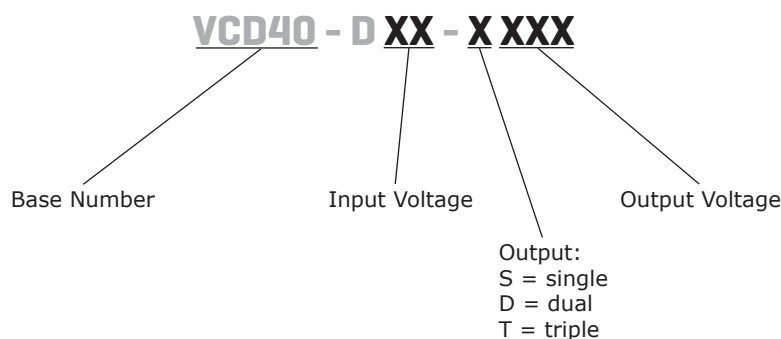 VCD40 - D XX - X XXX
Base Number
Input Voltage
Output Voltage
Output:
S = single
D = dual
T = triple